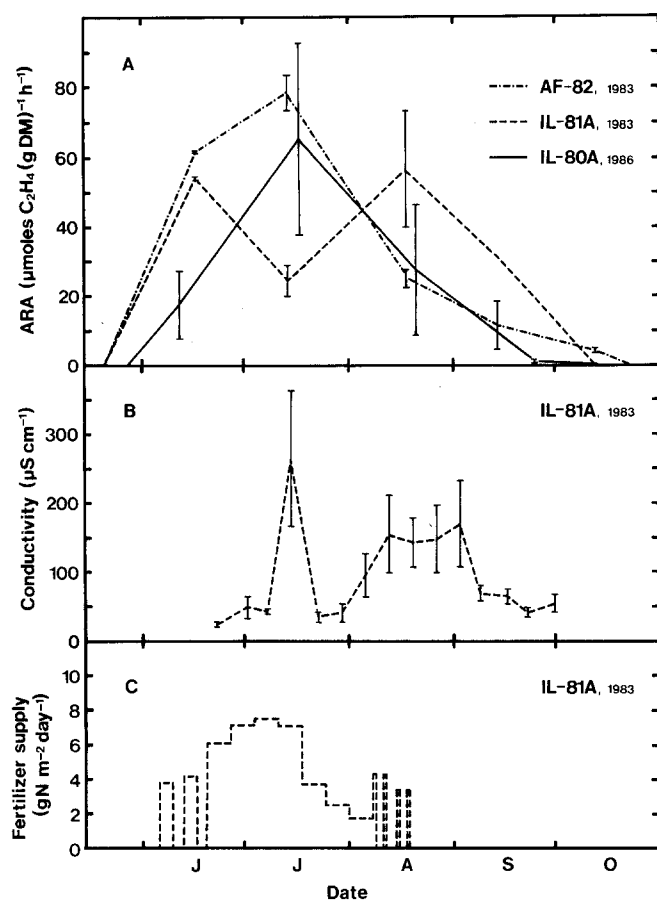 A
ARA (μmoles C₂H₄ (g DM)⁻¹ h⁻¹)
80
60
40
20
0
AF-82, 1983
IL-81A, 1983
IL-80A, 1986
B
IL-81A, 1983
Conductivity (μS cm⁻¹)
300
200
100
0
C
IL-81A, 1983
Fertilizer supply
(gN m⁻² day⁻¹)
10
8
6
4
2
0
J J A S O
Date